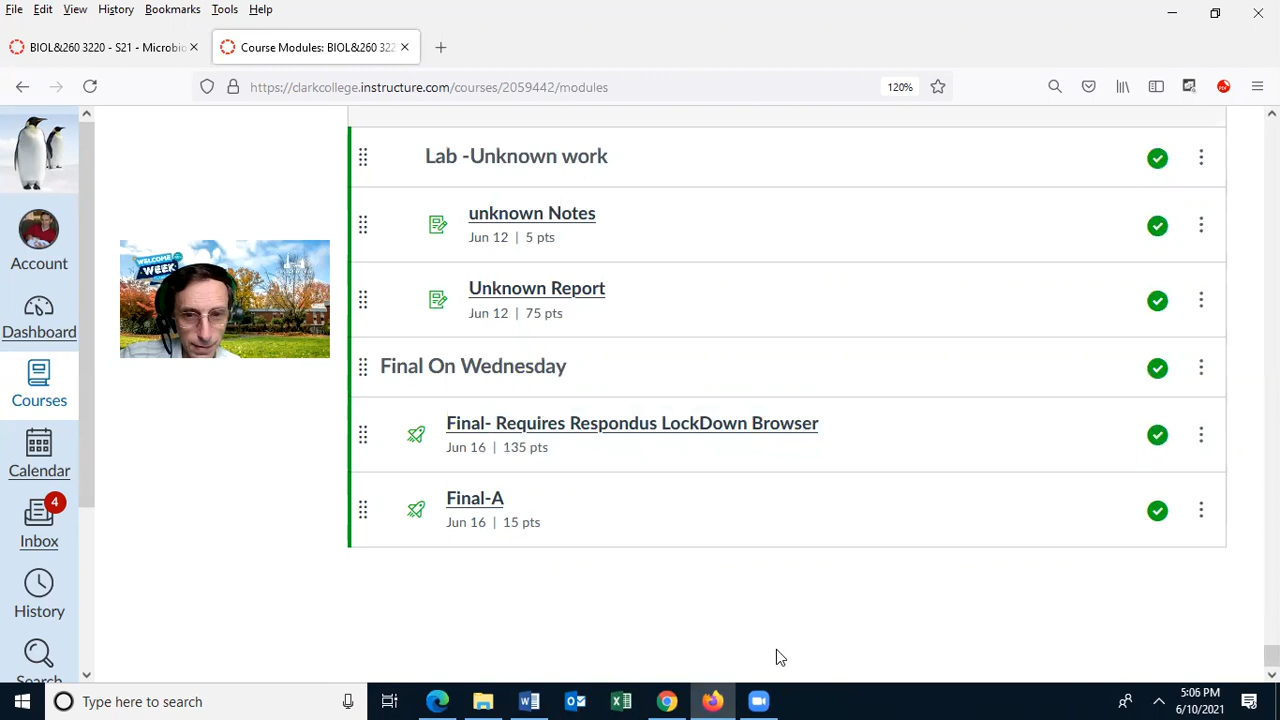 File Edit View History Bookmarks Tools Help
BIOL&260 3220 - S21 - Microbio
Course Modules: BIOL&260 322
https://clarkcollege.instructure.com/courses/2059442/modules
120%
Lab -Unknown work
unknown Notes
Jun 12 | 5 pts
Unknown Report
Jun 12 | 75 pts
Final On Wednesday
Final- Requires Respondus LockDown Browser
Jun 16 | 135 pts
Final-A
Jun 16 | 15 pts
Account
Dashboard
Courses
Calendar
4
Inbox
History
Search
WELCOME
WEEK
Type here to search
5:06 PM
6/10/2021